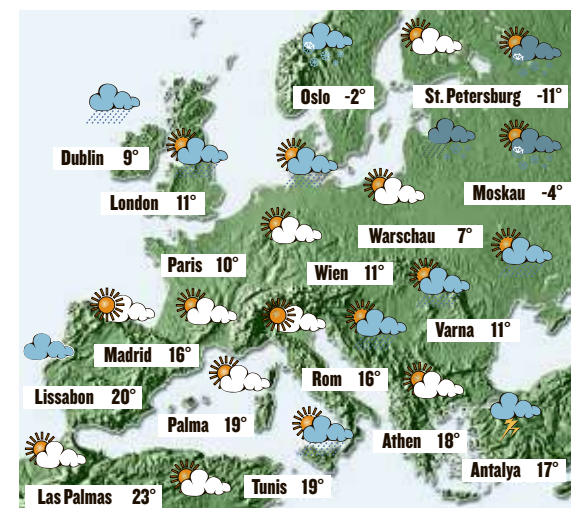 Oslo -2°
St. Petersburg -11°
Dublin 9°
Moskau -4°
London 11°
Warschau 7°
Paris 10°
Wien 11°
Varna 11°
Madrid 16°
Rom 16°
Lissabon 20°
Palma 19°
Athen 18°
Antalya 17°
Tunis 19°
Las Palmas 23°